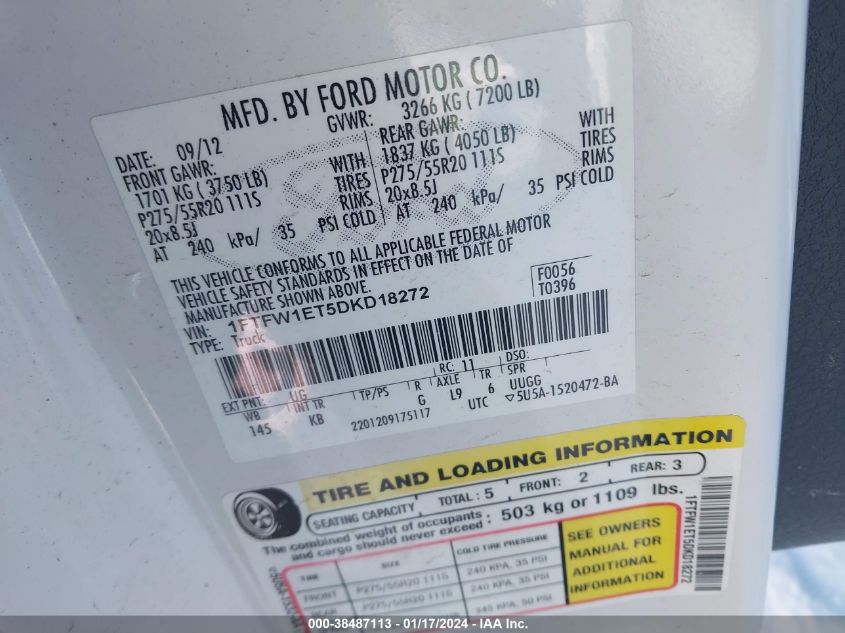 MFD. BY FORD MOTOR CO.
DATE: 09/12 GVWR: 3266 KG ( 7200 LB)
FRONT GAWR: REAR GAWR:
1701 KG ( 3750 LB) WITH 1837 KG ( 4050 LB) WITH
P275/55R20 111S TIRES P275/55R20 111S TIRES
20x8.5J RIMS 20x8.5J RIMS
AT 240 kPa/ 35 PSI COLD AT 240 kPa/ 35 PSI COLD
THIS VEHICLE CONFORMS TO ALL APPLICABLE FEDERAL MOTOR
VEHICLE SAFETY STANDARDS IN EFFECT ON THE DATE OF
MANUFACTURE SHOWN ABOVE.
VIN: 1FTFW1ET5DKD18272 F0056
TYPE: Truck T0396
EXT PNT: UG RC: 11 DSO:
WB INT TR TP/PS R AXLE TR SPR
145 KB G L9 6 UUGG
2201209175117 UTC 5U5A-1520472-BA
TIRE AND LOADING INFORMATION
SEATING CAPACITY TOTAL: 5 FRONT: 2 REAR: 3
The combined weight of occupants
and cargo should never exceed: 503 kg or 1109 lbs.
TIRE SIZE COLD TIRE PRESSURE
FRONT P275/55R20 111S 240 KPA, 35 PSI
REAR P275/55R20 111S 240 KPA, 35 PSI
345 KPA, 50 PSI
SEE OWNERS
MANUAL FOR
ADDITIONAL
INFORMATION
1FTFW1ET5DKD18272
000-38487113 - 01/17/2024 - IAA Inc.